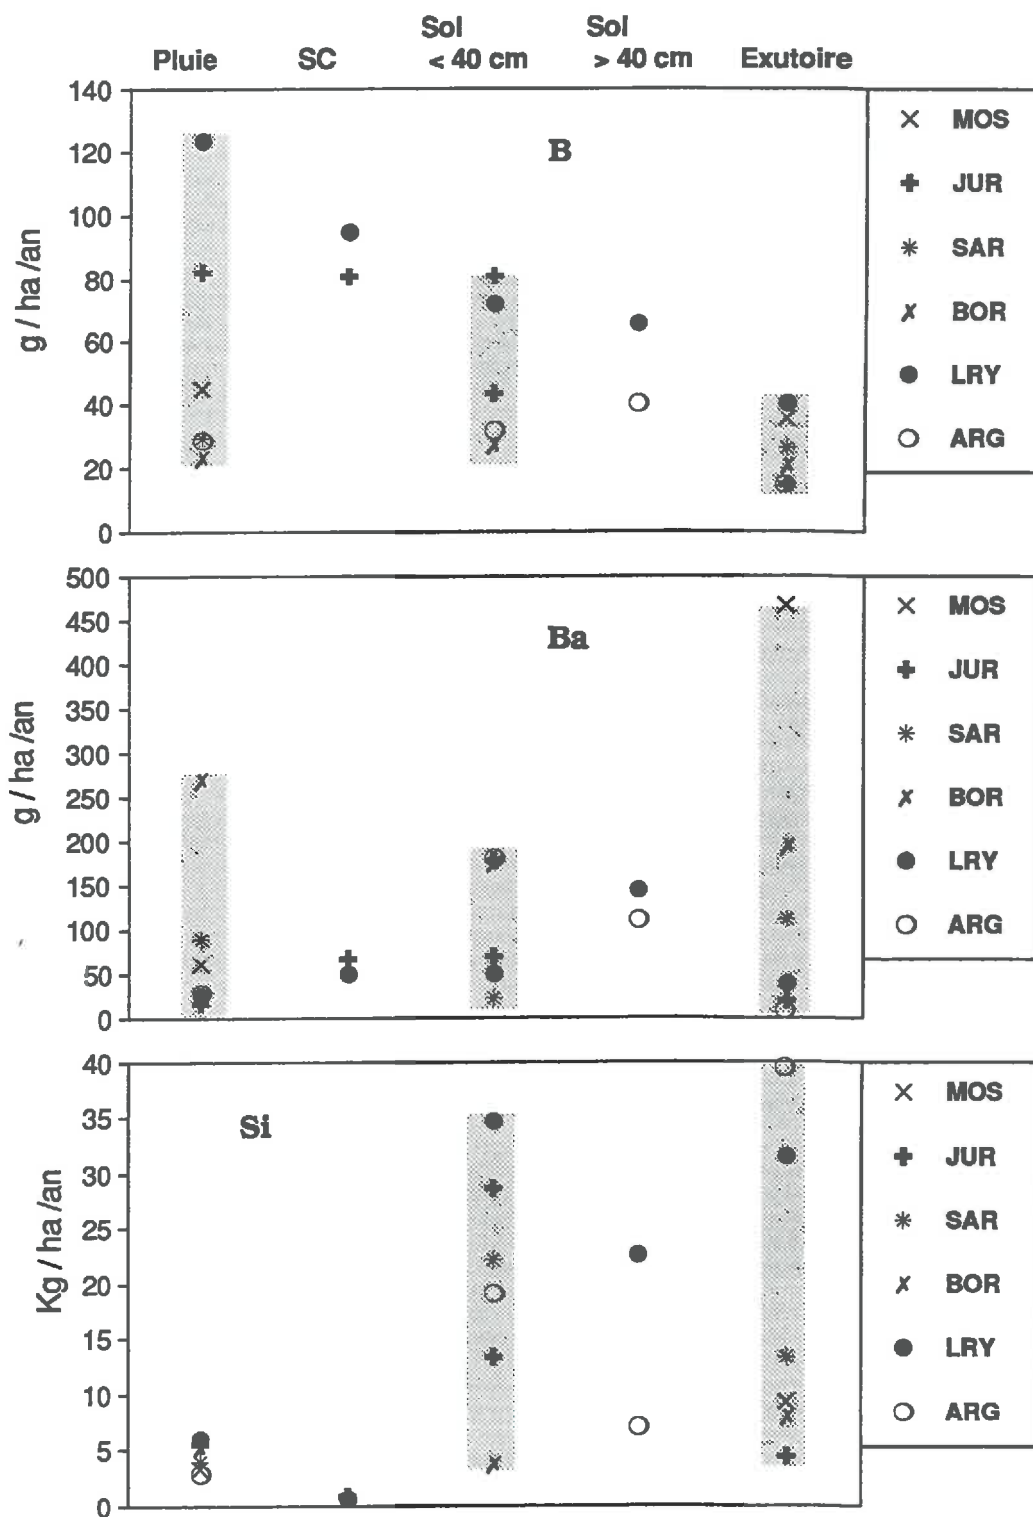 Pluie SC Sol < 40 cm Sol > 40 cm Exutoire
B
g / ha /an
140
120
100
80
60
40
20
0
MOS
JUR
SAR
BOR
LRY
ARG
Ba
g / ha /an
500
450
400
350
300
250
200
150
100
50
0
MOS
JUR
SAR
BOR
LRY
ARG
Si
Kg / ha /an
40
35
30
25
20
15
10
5
0
MOS
JUR
SAR
BOR
LRY
ARG